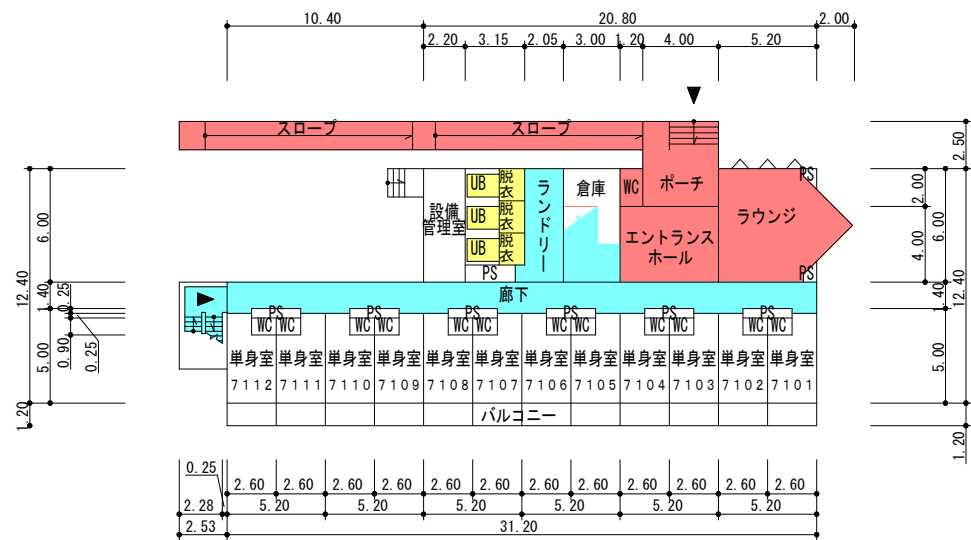 10.40
20.80
2.00
2.20
3.15
2.05
3.00
1.20
4.00
5.20
スロープ
スロープ
2.50
PS
UB
脱衣
ランドリー
倉庫
WC
ポーチ
2.00
6.00
設備
管理室
UB
脱衣
ラウンジ
6.00
エントランス
ホール
4.00
UB
脱衣
PS
PS
12.40
1.40
0.25
廊下
1.40
12.40
PS
PS
PS
PS
PS
PS
WC
WC
WC
WC
WC
WC
WC
WC
WC
WC
WC
WC
5.00
0.90
0.25
単身室
単身室
単身室
単身室
単身室
単身室
単身室
単身室
単身室
単身室
単身室
単身室
5.00
7112
7111
7110
7109
7108
7107
7106
7105
7104
7103
7102
7101
1.20
バルコニー
1.20
0.25
2.60
2.60
2.60
2.60
2.60
2.60
2.60
2.60
2.60
2.60
2.60
2.60
2.28
5.20
5.20
5.20
5.20
5.20
5.20
2.53
31.20